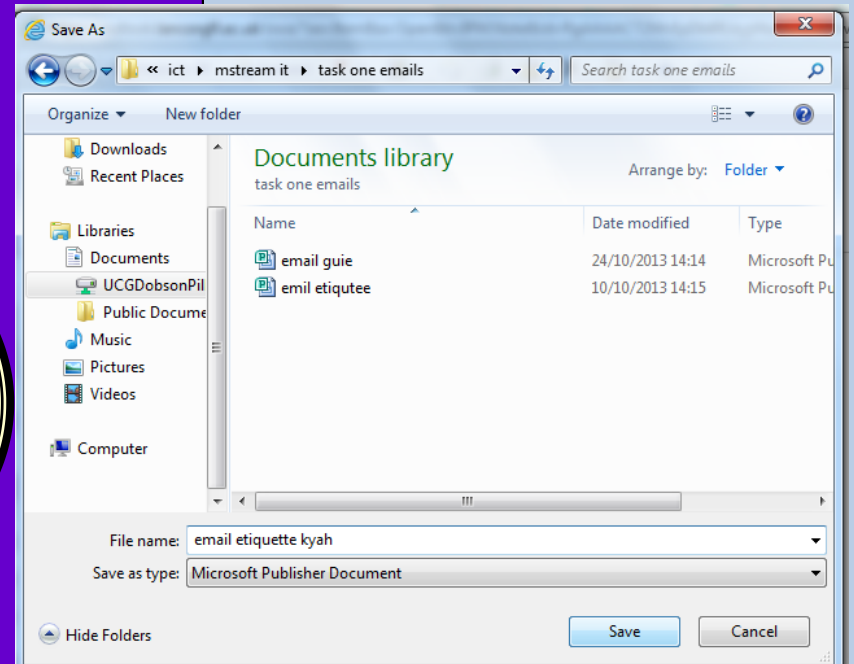 Save As
« ict ▸ mstream it ▸ task one emails
Search task one emails
Organize New folder
Downloads
Recent Places
Libraries
Documents
UCGDobsonPil
Public Docume
Music
Pictures
Videos
Computer
Documents library
task one emails
Arrange by: Folder
Name Date modified Type
email guie 24/10/2013 14:14 Microsoft Pu
emil etiqutee 10/10/2013 14:15 Microsoft Pu
File name: email etiquette kyah
Save as type: Microsoft Publisher Document
Hide Folders
Save Cancel